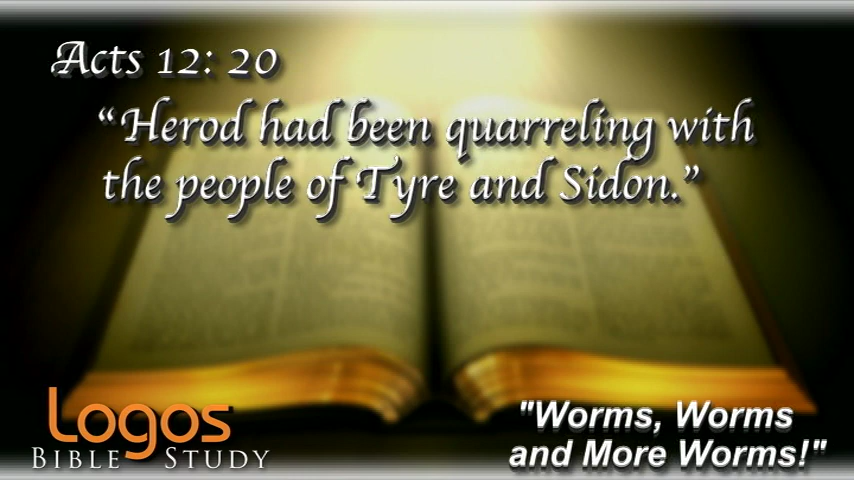 Acts 12: 20
“Herod had been quarreling with
the people of Tyre and Sidon.”
Logos
BIBLE STUDY
"Worms, Worms
and More Worms!"